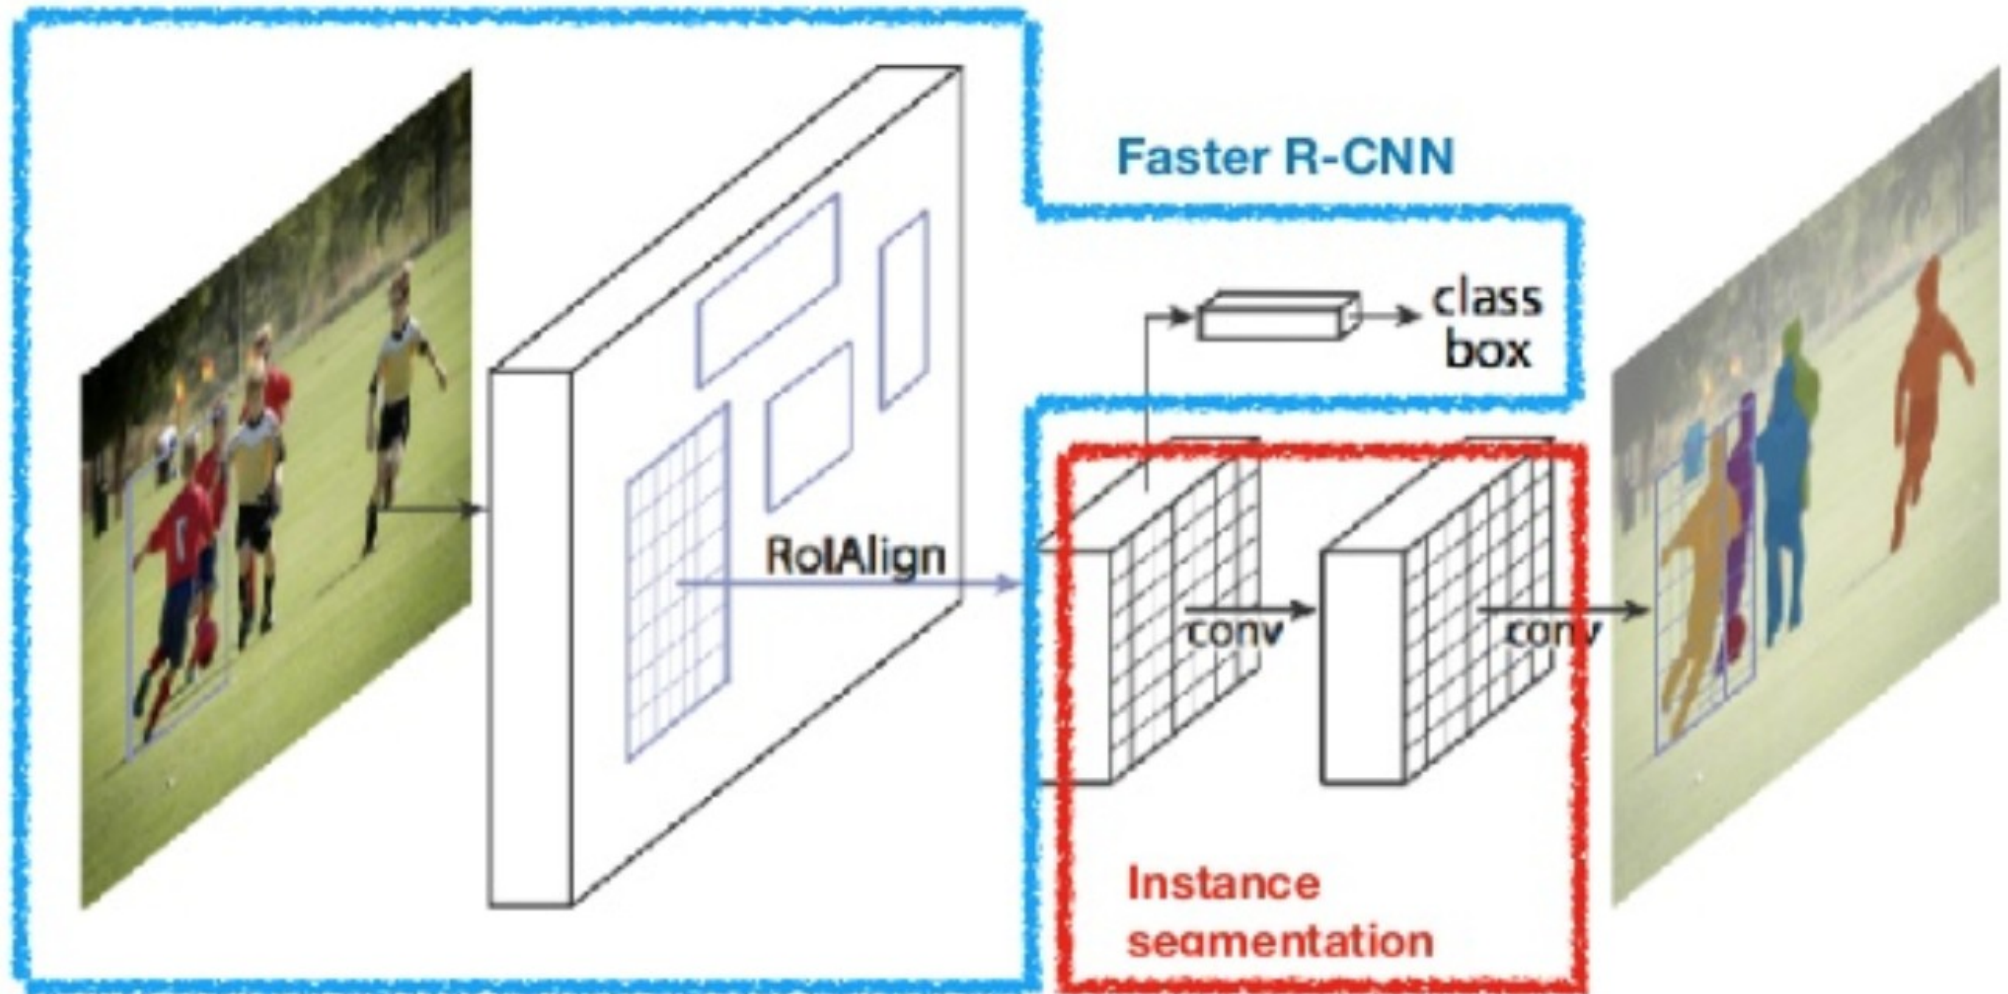 Faster R-CNN
class
box
RoIAlign
conv
conv
Instance
segmentation